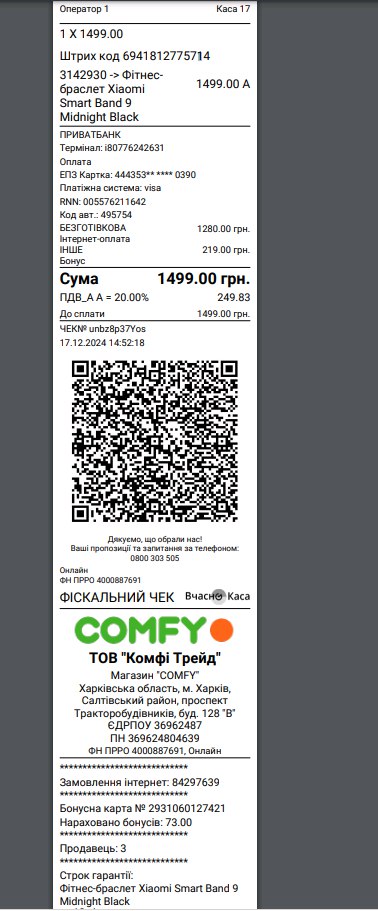 Оператор 1 Каса 17
1 X 1499.00
Штрих код 6941812775714
3142930 -> Фітнес-
браслет Xiaomi
Smart Band 9
Midnight Black
1499.00 А
ПРИВАТБАНК
Термінал: i80776242631
Оплата
ЕПЗ Картка: 444353** **** 0390
Платіжна система: visa
RNN: 005576211642
Код авт.: 495754
БЕЗГОТІВКОВА 1280.00 грн.
Інтернет-оплата
ІНШЕ 219.00 грн.
Бонус
Сума 1499.00 грн.
ПДВ_А А = 20.00% 249.83
До сплати 1499.00 грн.
ЧЕК№ unbz8p37Yos
17.12.2024 14:52:18
Дякуємо, що обрали нас!
Ваші пропозиції та запитання за телефоном:
0800 303 505
Онлайн
ФН ПРРО 4000887691
ФІСКАЛЬНИЙ ЧЕК Вчасно Каса
COMFY
ТОВ "Комфі Трейд"
Магазин "COMFY"
Харківська область, м. Харків,
Салтівський район, проспект
Тракторобудівників, буд. 128 "В"
ЄДРПОУ 36962487
ПН 369624804639
ФН ПРРО 4000887691, Онлайн
****************************
Замовлення інтернет: 84297639
****************************
Бонусна карта № 2931060127421
Нараховано бонусів: 73.00
****************************
Продавець: 3
****************************
Строк гарантії:
Фітнес-браслет Xiaomi Smart Band 9
Midnight Black